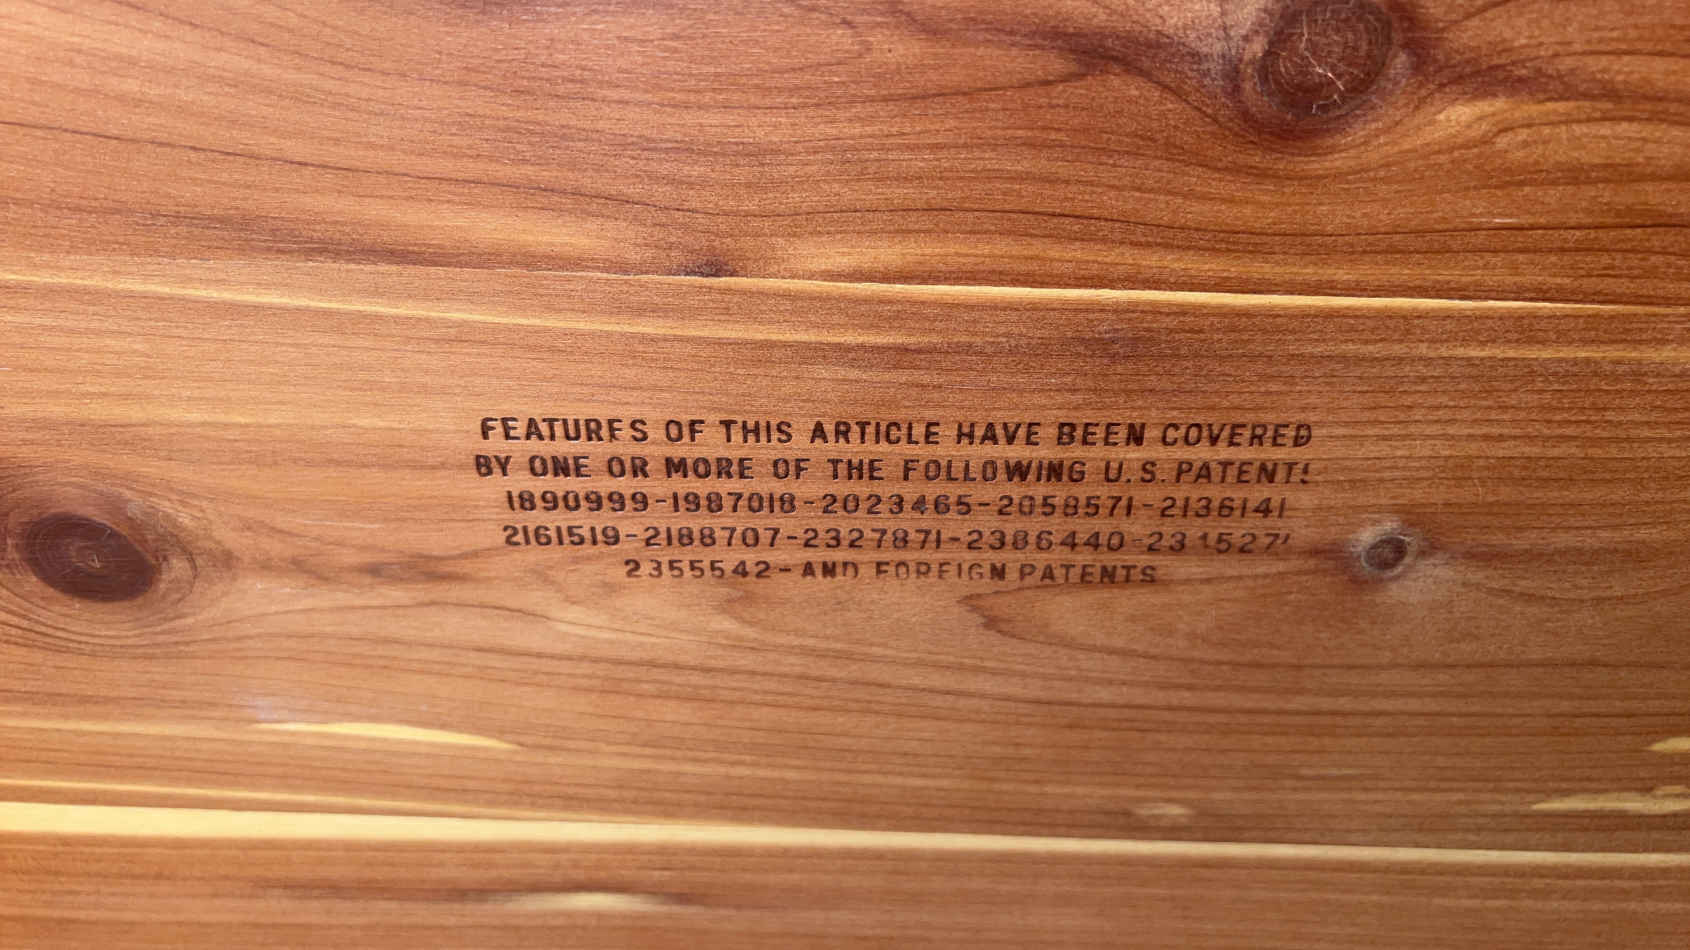 FEATURES OF THIS ARTICLE HAVE BEEN COVERED
BY ONE OR MORE OF THE FOLLOWING U.S. PATENTS
1890999-1987018-2023465-2058571-2136141
2161519-2188707-2327871-2386440-
2355542-AND FOREIGN PATENTS